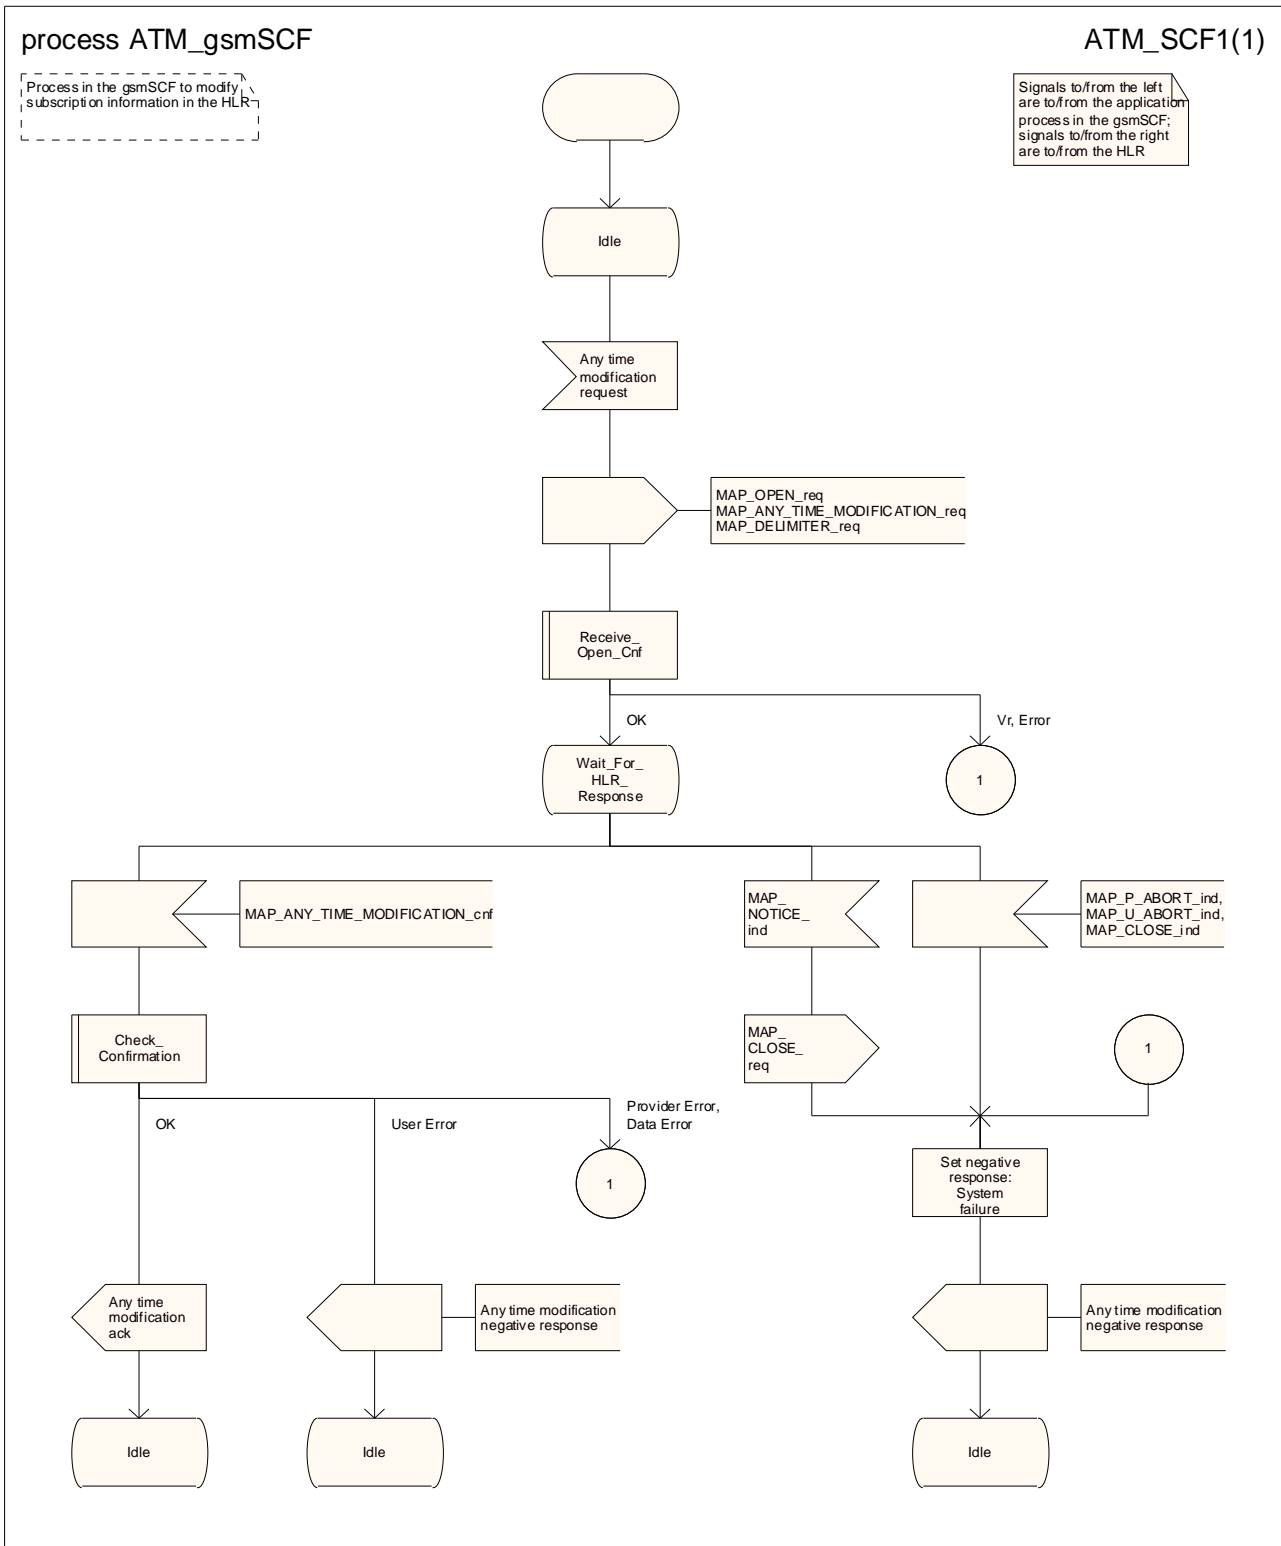 process ATM_gsmSCF
ATM_SCF1(1)
Process in the gsmSCF to modify
subscription information in the HLR
Signals to/from the left
are to/from the application
process in the gsmSCF;
signals to/from the right
are to/from the HLR
Idle
Any time
modification
request
MAP_OPEN_req
MAP_ANY_TIME_MODIFICATION_req
MAP_DELIMITER_req
Receive_
Open_Cnf
OK
Vr, Error
Wait_For_
HLR_
Response
1
MAP_ANY_TIME_MODIFICATION_cnf
MAP_
NOTICE_
ind
MAP_P_ABORT_ind,
MAP_U_ABORT_ind,
MAP_CLOSE_ind
Check_
Confirmation
MAP_
CLOSE_
req
1
OK
User Error
Provider Error,
Data Error
1
Set negative
response:
System
failure
Any time
modification
ack
Any time modification
negative response
Any time modification
negative response
Idle
Idle
Idle